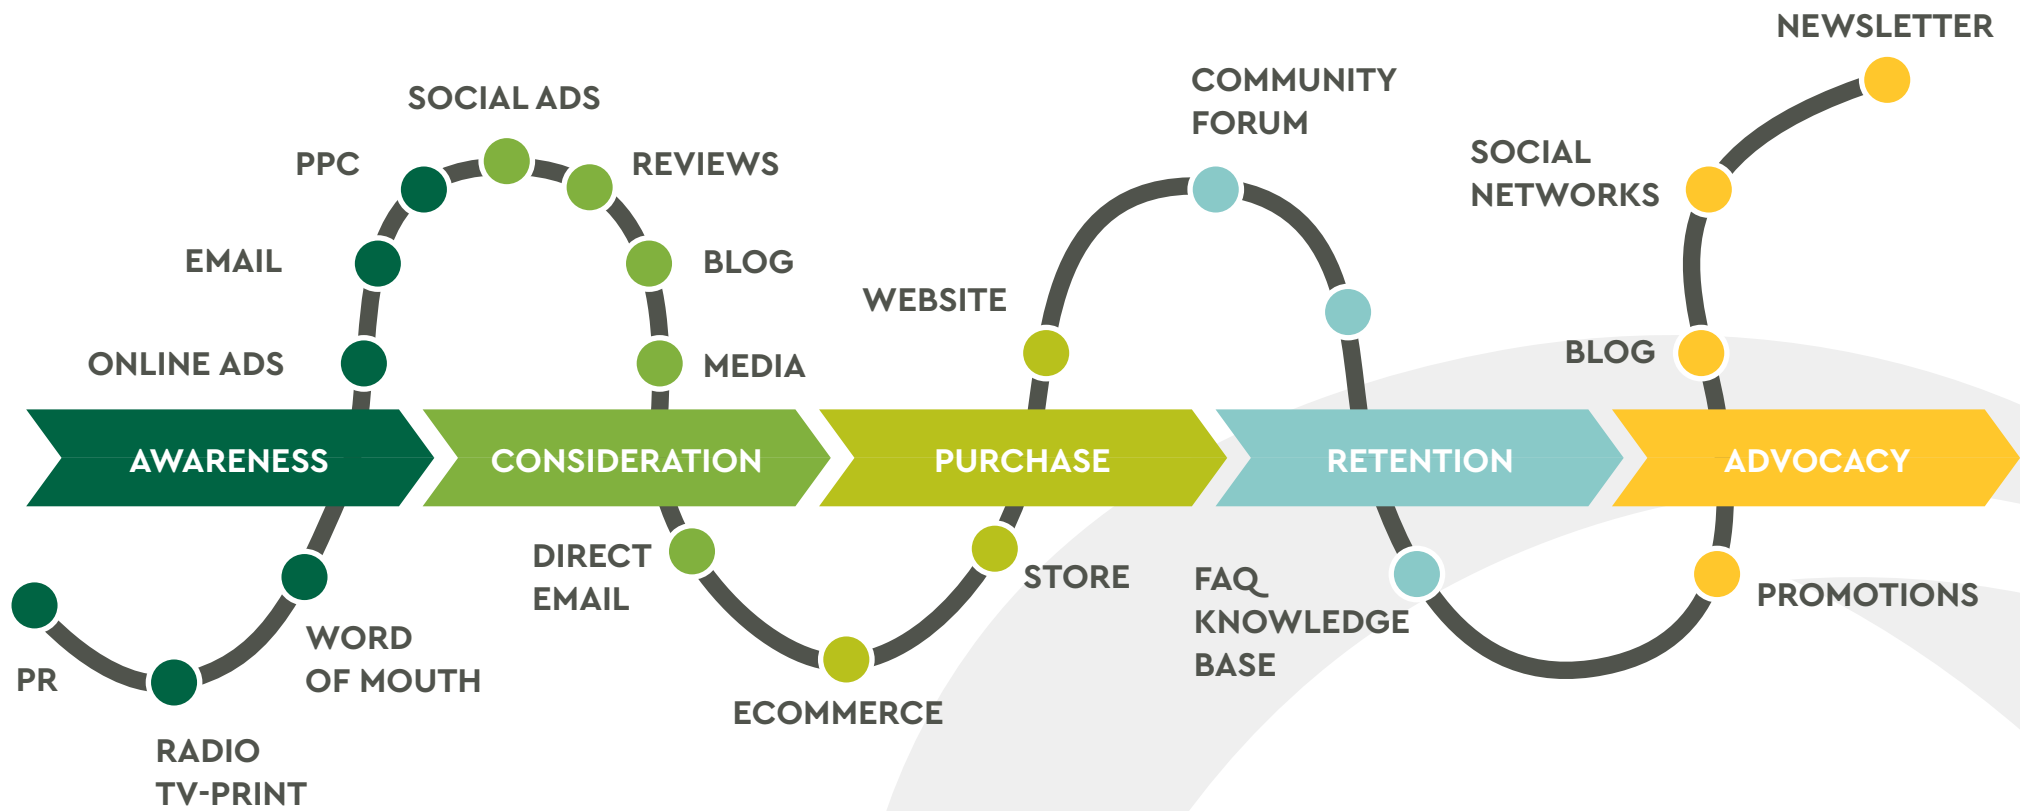 NEWSLETTER
SOCIAL ADS
COMMUNITY
FORUM
PPC
REVIEWS
SOCIAL
NETWORKS
EMAIL
BLOG
WEBSITE
ONLINE ADS
MEDIA
BLOG
AWARENESS
CONSIDERATION
PURCHASE
RETENTION
ADVOCACY
DIRECT
EMAIL
STORE
FAQ
KNOWLEDGE
BASE
PROMOTIONS
WORD
OF MOUTH
PR
ECOMMERCE
RADIO
TV-PRINT